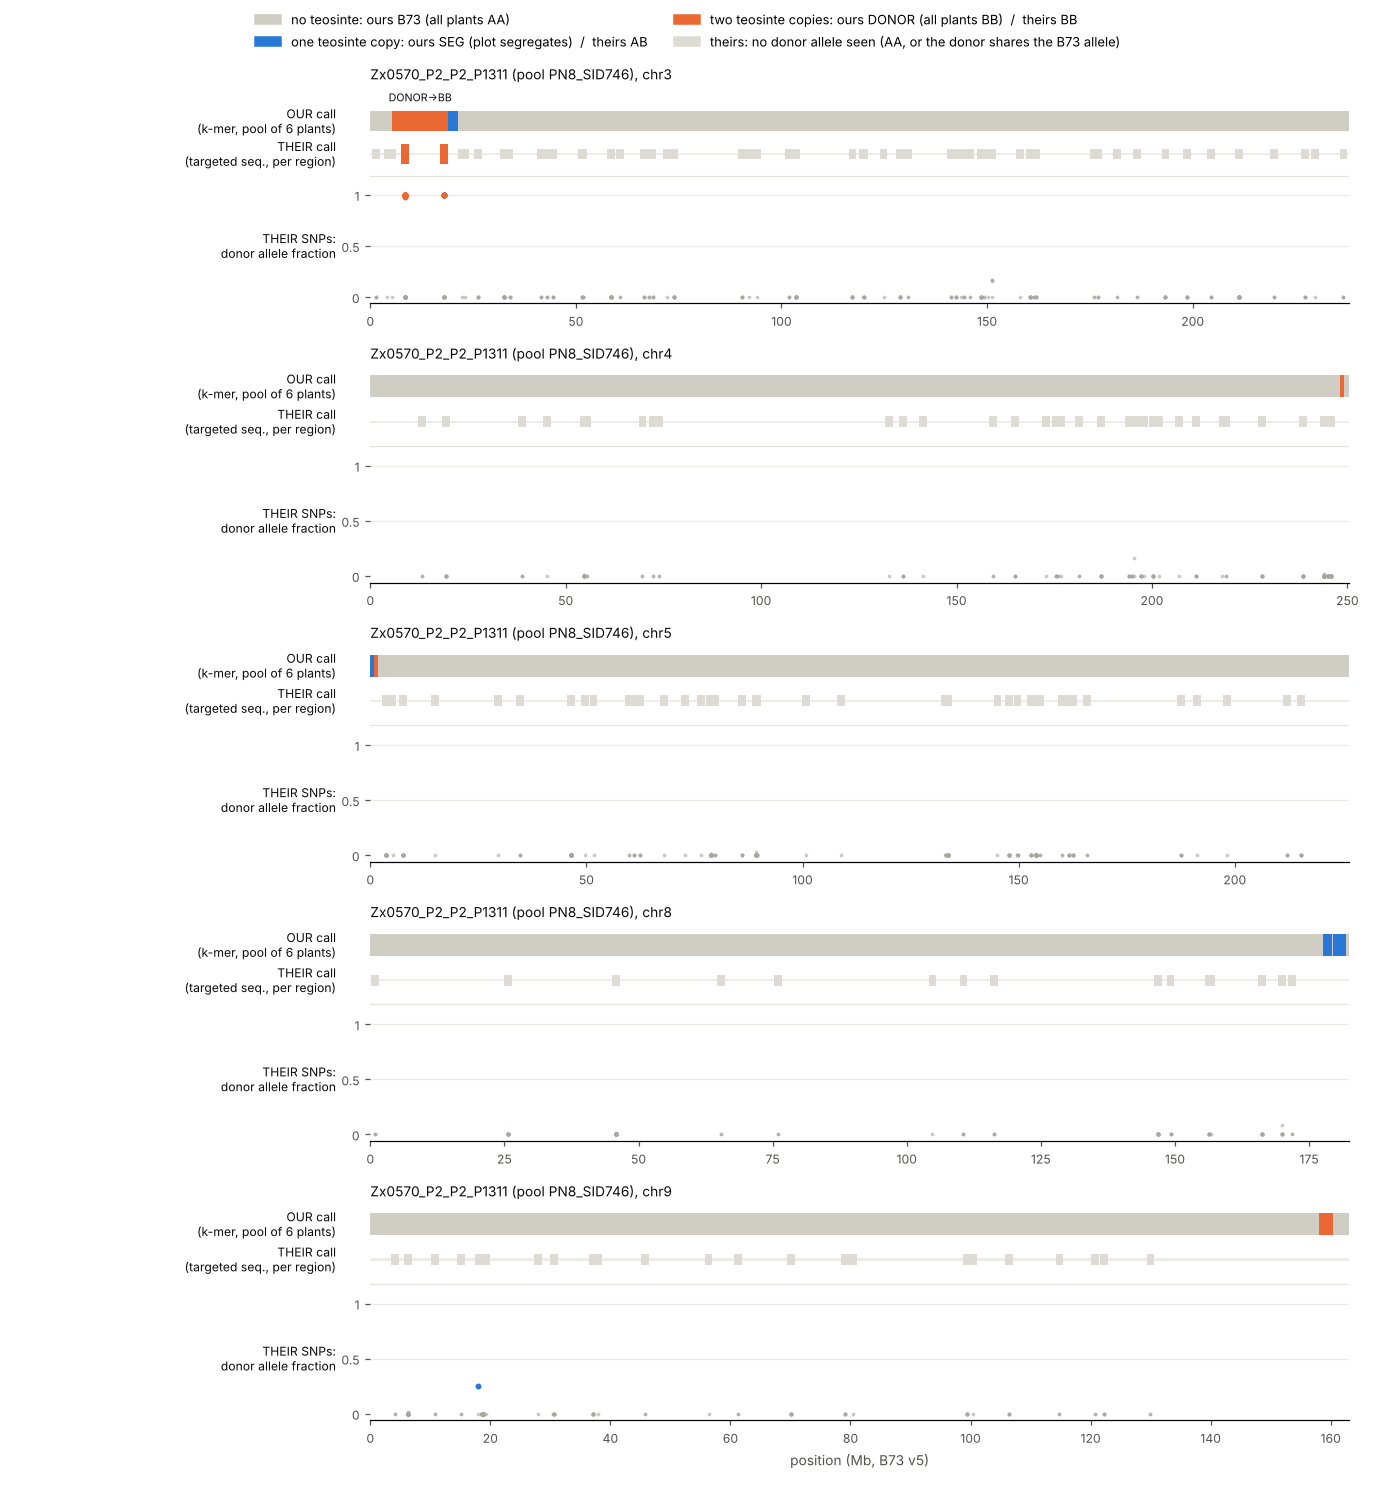 no teosinte: ours B73 (all plants AA)
two teosinte copies: ours DONOR (all plants BB) / theirs BB
one teosinte copy: ours SEG (plot segregates) / theirs AB
theirs: no donor allele seen (AA, or the donor shares the B73 allele)
Zx0570_P2_P2_P1311 (pool PN8_SID746), chr3
DONOR→BB
OUR call
(k-mer, pool of 6 plants)
THEIR call
(targeted seq., per region)
1
THEIR SNPs:
donor allele fraction
0.5
0
0 50 100 150 200
Zx0570_P2_P2_P1311 (pool PN8_SID746), chr4
OUR call
(k-mer, pool of 6 plants)
THEIR call
(targeted seq., per region)
1
THEIR SNPs:
donor allele fraction
0.5
0
0 50 100 150 200 250
Zx0570_P2_P2_P1311 (pool PN8_SID746), chr5
OUR call
(k-mer, pool of 6 plants)
THEIR call
(targeted seq., per region)
1
THEIR SNPs:
donor allele fraction
0.5
0
0 50 100 150 200
Zx0570_P2_P2_P1311 (pool PN8_SID746), chr8
OUR call
(k-mer, pool of 6 plants)
THEIR call
(targeted seq., per region)
1
THEIR SNPs:
donor allele fraction
0.5
0
0 25 50 75 100 125 150 175
Zx0570_P2_P2_P1311 (pool PN8_SID746), chr9
OUR call
(k-mer, pool of 6 plants)
THEIR call
(targeted seq., per region)
1
THEIR SNPs:
donor allele fraction
0.5
0
0 20 40 60 80 100 120 140 160
position (Mb, B73 v5)